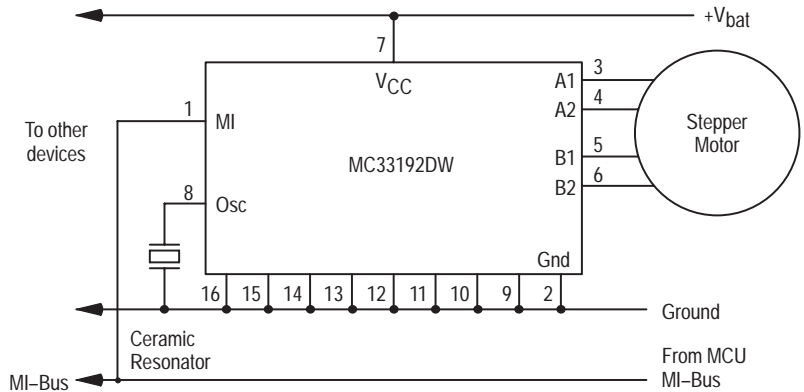 +Vbat
7
VCC
1
MI
To other
devices
MC33192DW
A1
3
A2
4
B1
5
B2
6
Stepper
Motor
8
Osc
Gnd
16
15
14
13
12
11
10
9
2
Ground
Ceramic
Resonator
From MCU
MI–Bus
MI–Bus